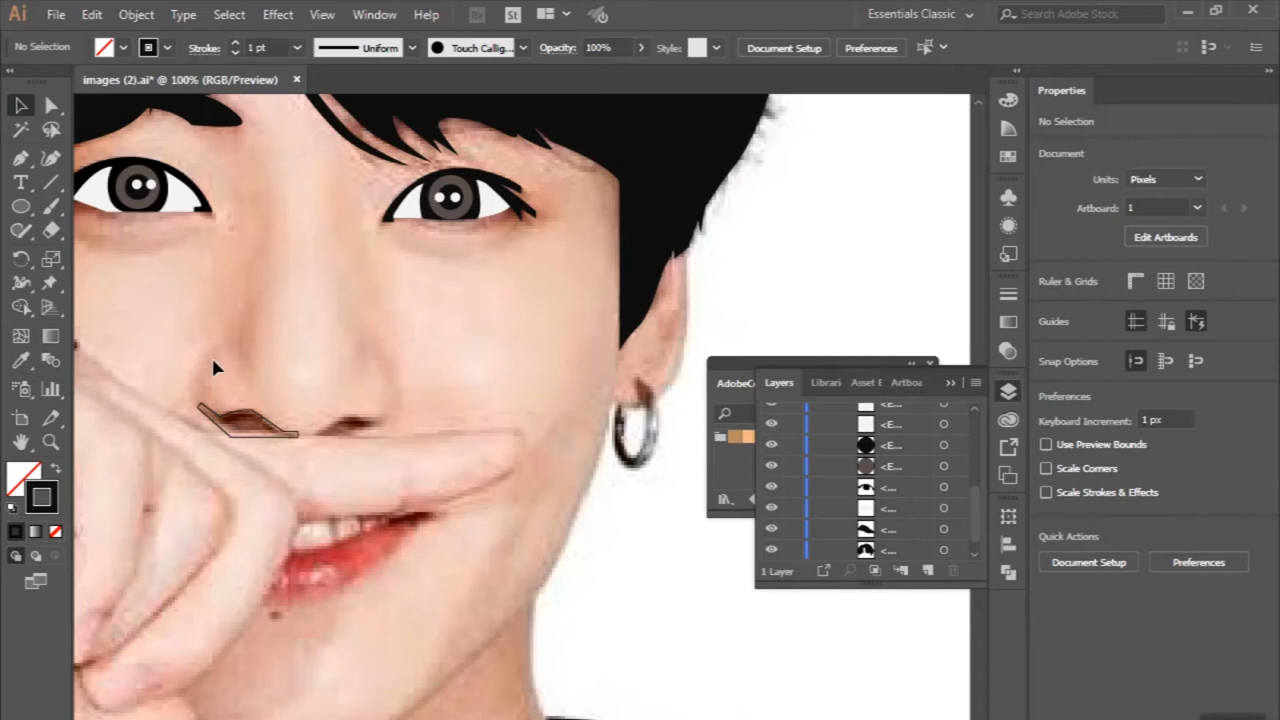 Ai File Edit Object Type Select Effect View Window Help Br St Essentials Classic Search Adobe Stock
No Selection Stroke: 1 pt Uniform Touch Callig... Opacity: 100% Style: Document Setup Preferences
images (2).ai* @ 100% (RGB/Preview)
Properties
No Selection
Document
Units: Pixels
Artboard: 1
Edit Artboards
Ruler & Grids
Guides
Snap Options
Preferences
Keyboard Increment: 1 px
Use Preview Bounds
Scale Corners
Scale Strokes & Effects
Quick Actions
Document Setup Preferences
AdobeCo
Layers Librari Asset E Artboa
<E...
<E...
<E...
<E...
<...
<...
<...
<...
1 Layer